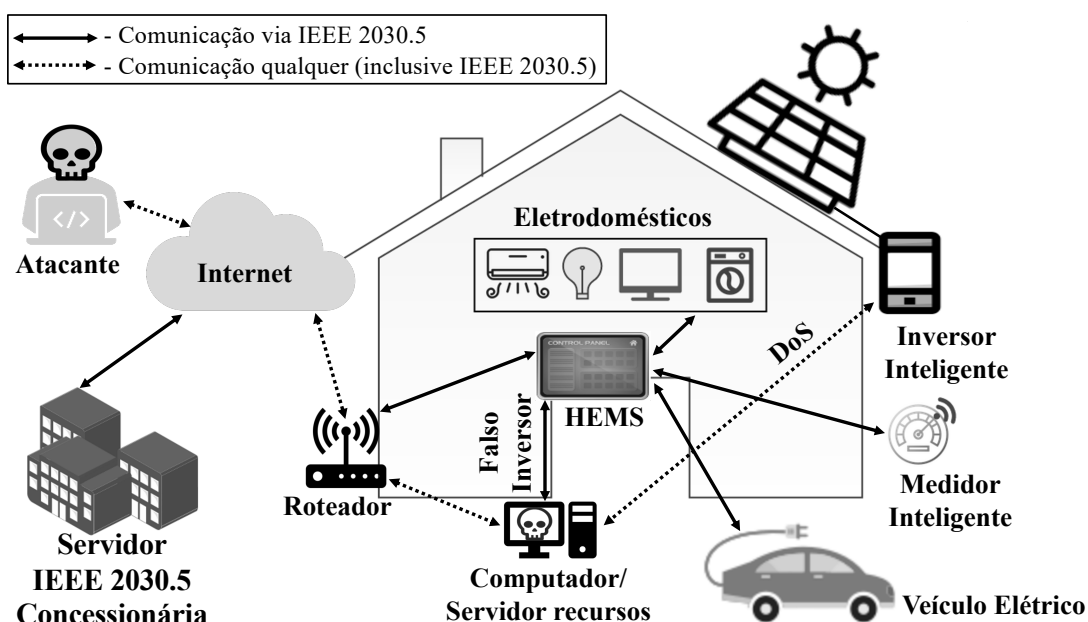 - Comunicação via IEEE 2030.5
- Comunicação qualquer (inclusive IEEE 2030.5)
Atacante
</>
Internet
Eletrodomésticos
CONTROL PANEL
HEMS
DoS
Inversor
Inteligente
Falso
Inversor
Roteador
Medidor
Inteligente
Servidor
IEEE 2030.5
Concessionária
Computador/
Servidor recursos
Veículo Elétrico